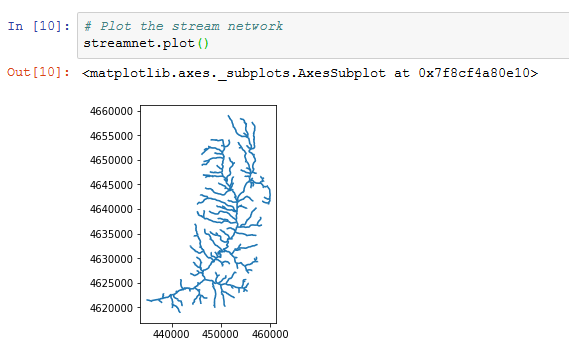 In [10]: # Plot the stream network
streamnet.plot()
Out[10]: <matplotlib.axes._subplots.AxesSubplot at 0x7f8cf4a80e10>
4660000
4655000
4650000
4645000
4640000
4635000
4630000
4625000
4620000
440000 450000 460000